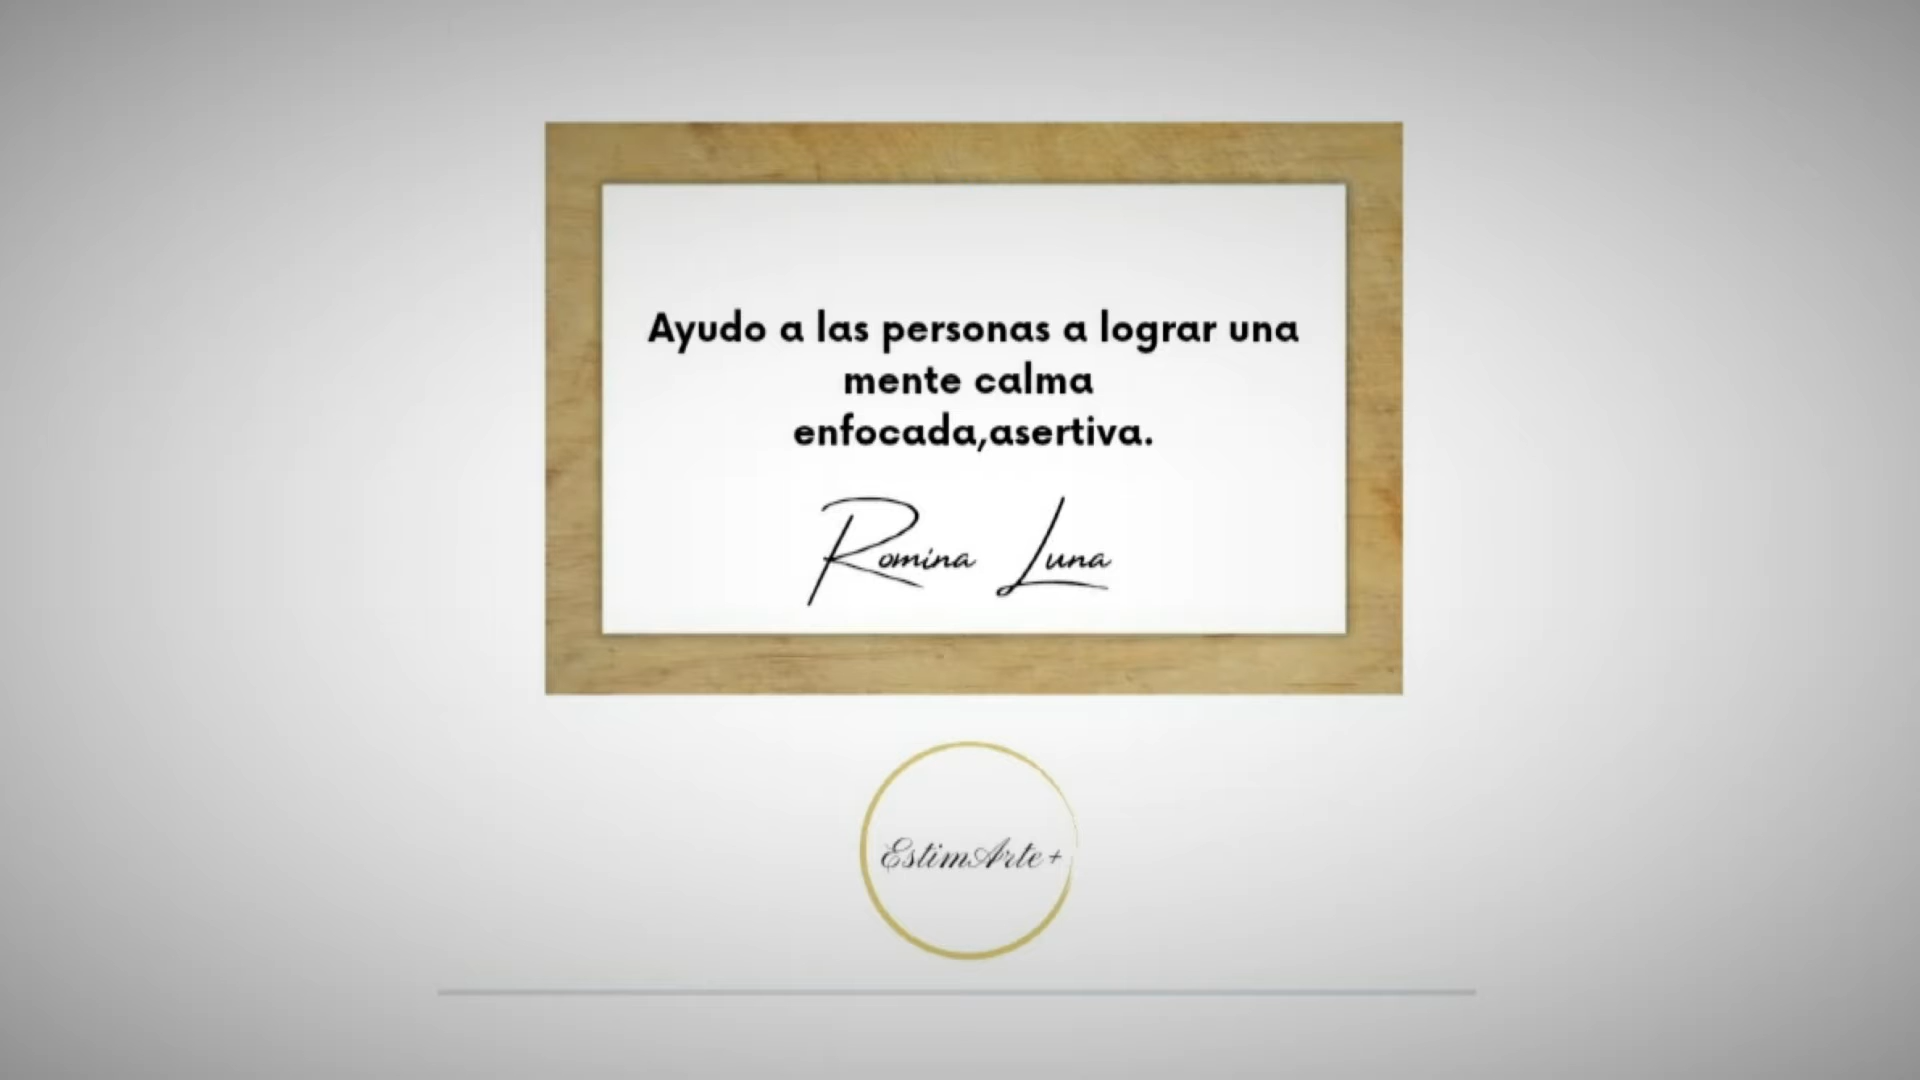 Ayudo a las personas a lograr una
mente calma
enfocada,asertiva.
Romina Luna
EstimArte+